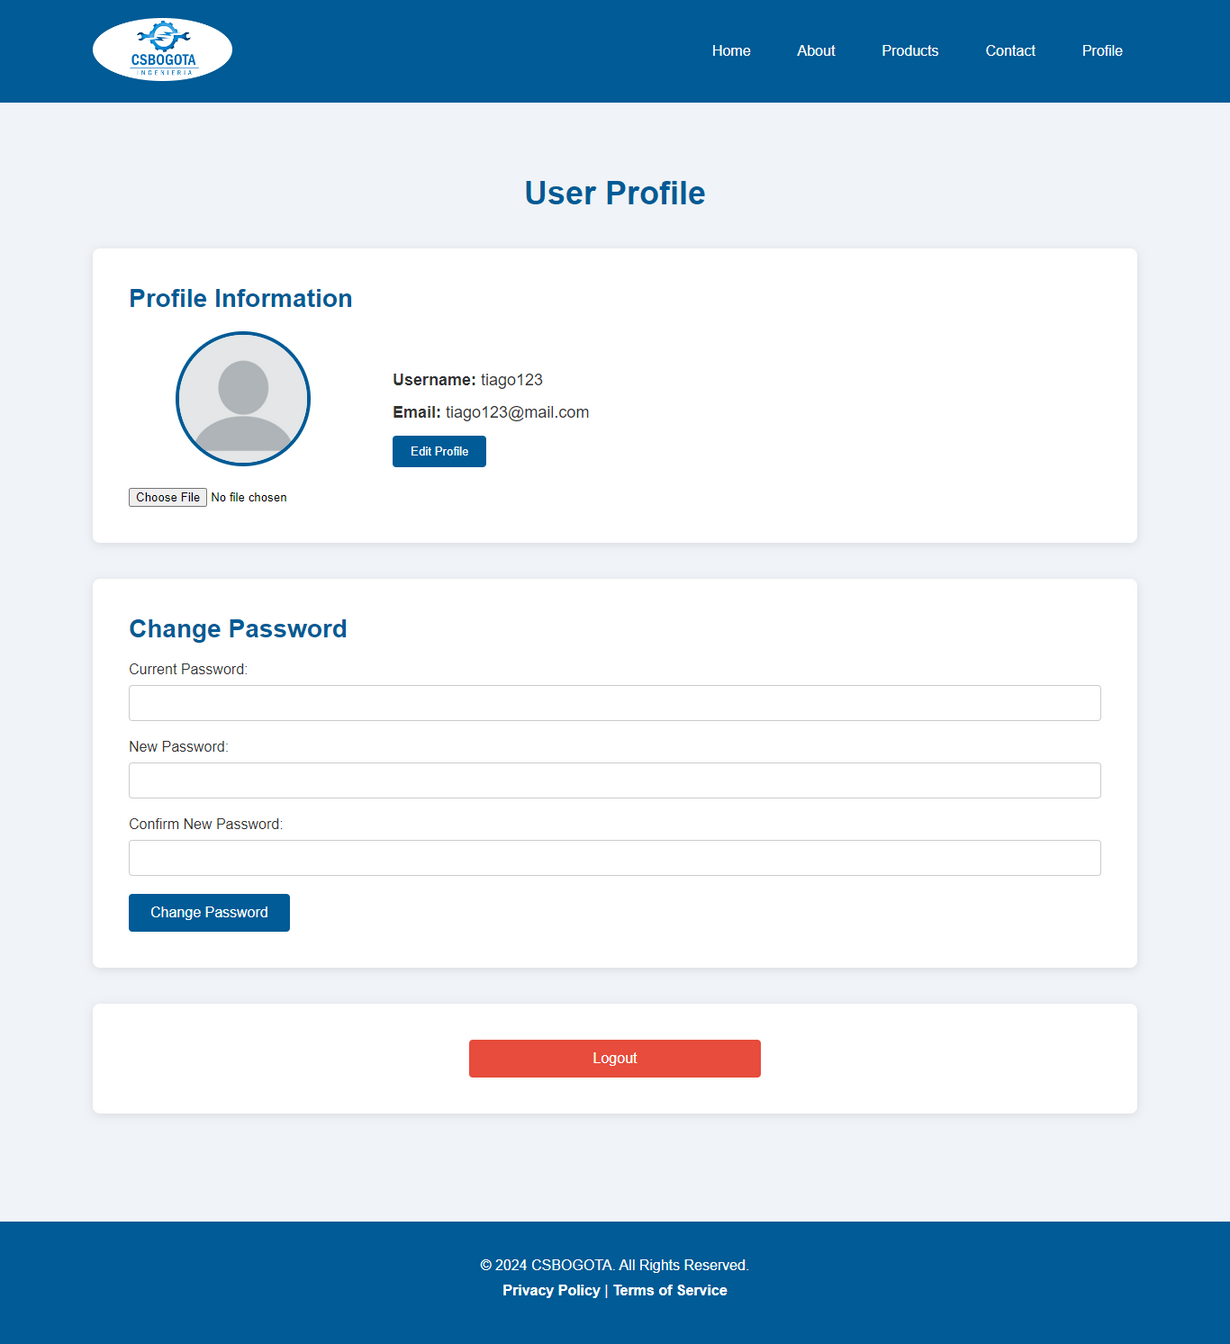 CSBOGOTA
INGENIERIA
Home About Products Contact Profile
User Profile
Profile Information
Username: tiago123
Email: tiago123@mail.com
Edit Profile
Choose File No file chosen
Change Password
Current Password:
New Password:
Confirm New Password:
Change Password
Logout
© 2024 CSBOGOTA. All Rights Reserved.
Privacy Policy | Terms of Service